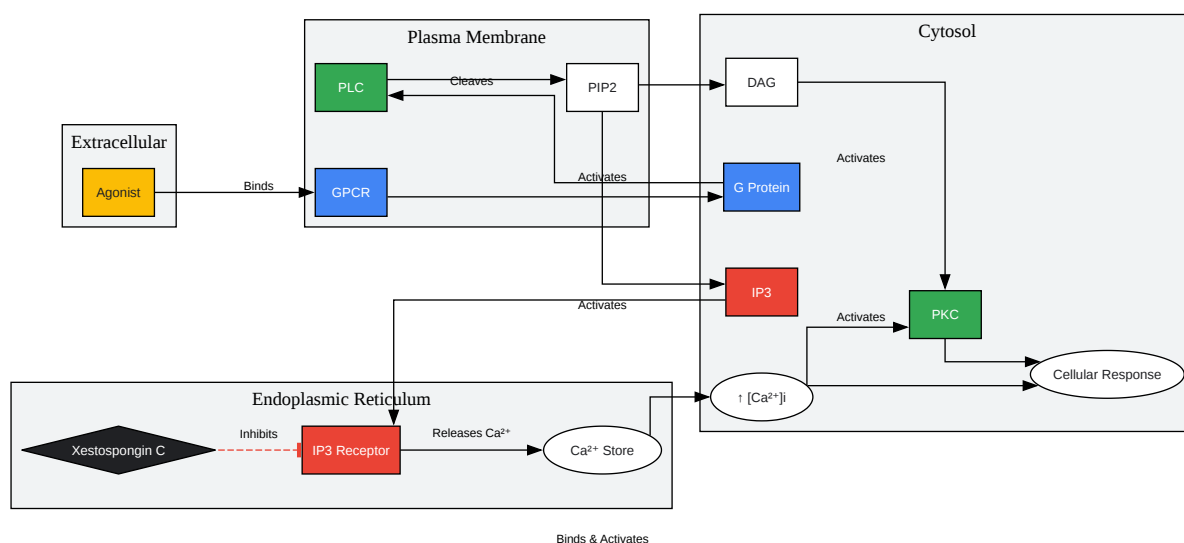 Plasma Membrane
Cytosol
PLC
Cleaves
PIP2
DAG
Extracellular
Agonist
Binds
GPCR
Activates
G Protein
Activates
IP3
Activates
Activates
PKC
Cellular Response
↑ [Ca²⁺]i
Endoplasmic Reticulum
Xestospongin C
Inhibits
IP3 Receptor
Releases Ca²⁺
Ca²⁺ Store
Binds & Activates